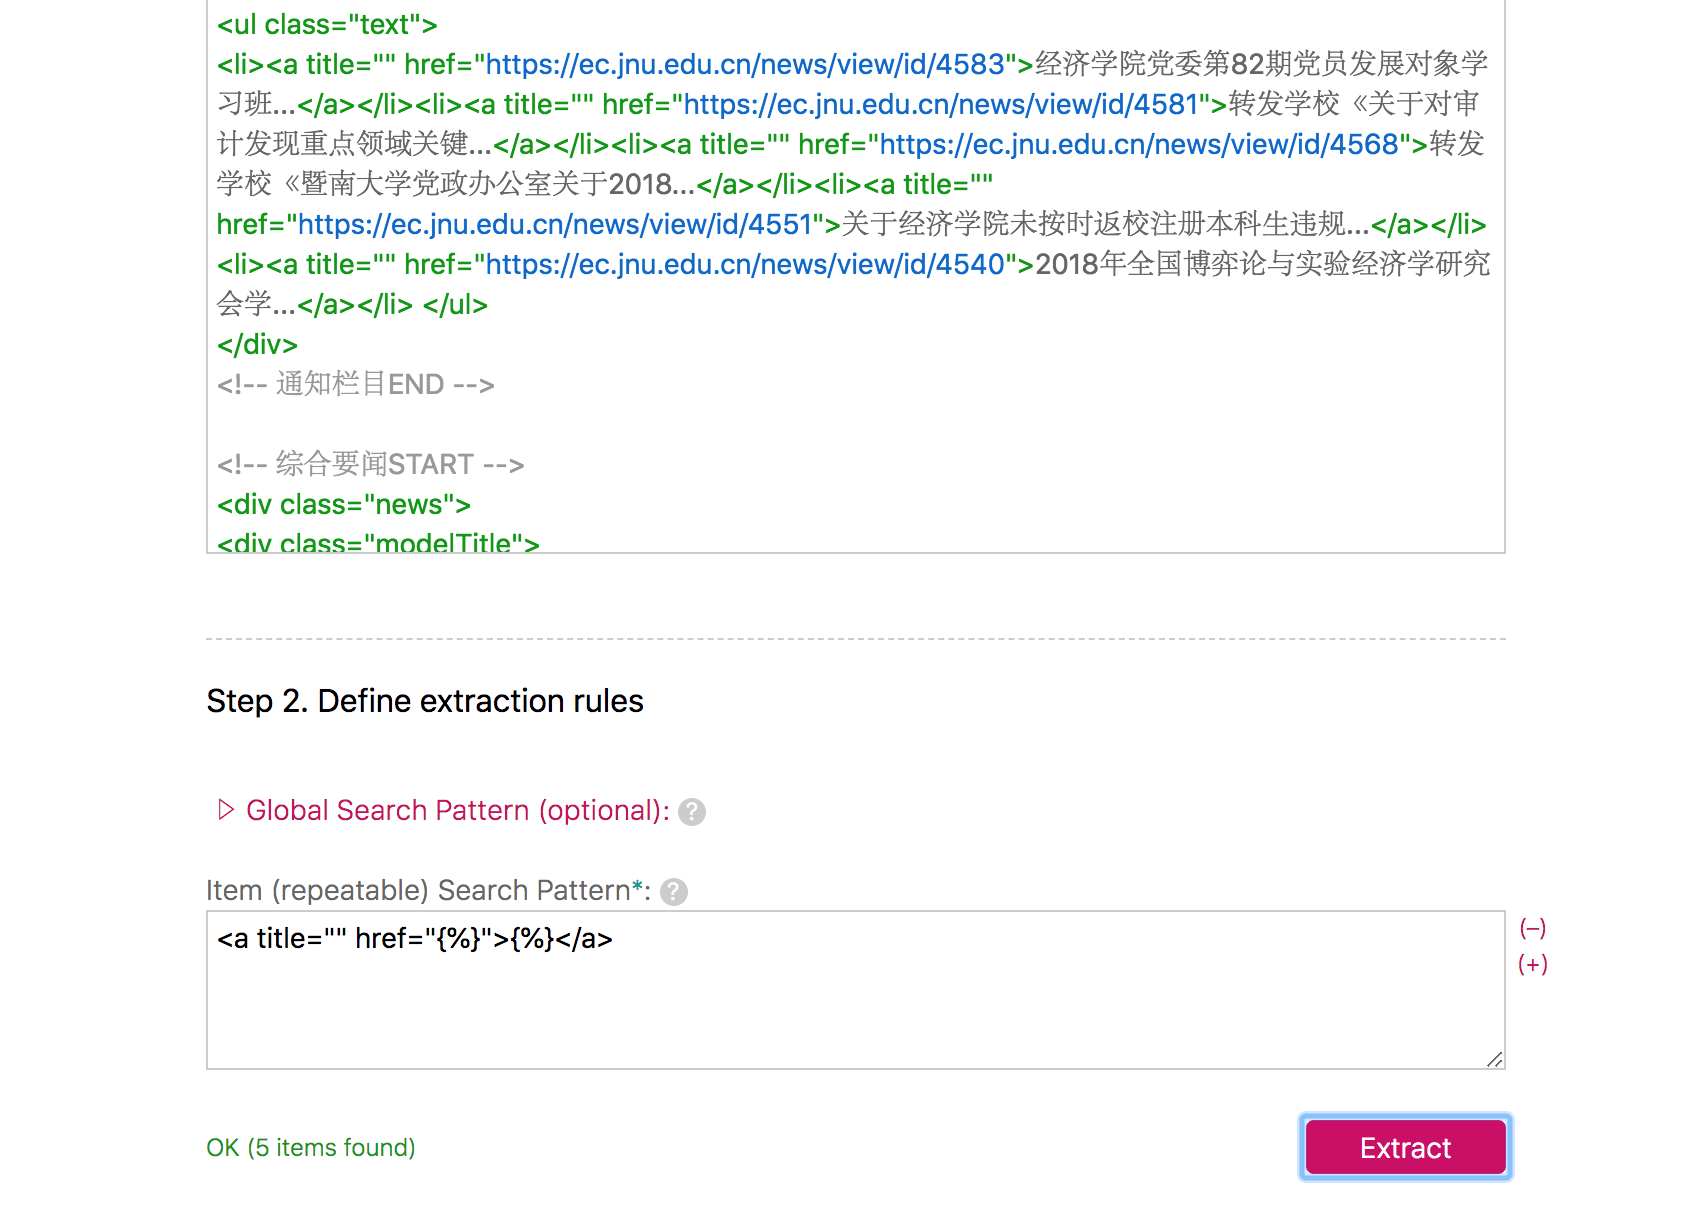 <ul class="text">
<li><a title="" href="https://ec.jnu.edu.cn/news/view/id/4583">经济学院党委第82期党员发展对象学
习班...</a></li><li><a title="" href="https://ec.jnu.edu.cn/news/view/id/4581">转发学校《关于对审
计发现重点领域关键...</a></li><li><a title="" href="https://ec.jnu.edu.cn/news/view/id/4568">转发
学校《暨南大学党政办公室关于2018...</a></li><li><a title=""
href="https://ec.jnu.edu.cn/news/view/id/4551">关于经济学院未按时返校注册本科生违规...</a></li>
<li><a title="" href="https://ec.jnu.edu.cn/news/view/id/4540">2018年全国博弈论与实验经济学研究
会学...</a></li> </ul>
</div>
<!-- 通知栏目END -->
<!-- 综合要闻START -->
<div class="news">
<div class="modelTitle">
Step 2. Define extraction rules
▷ Global Search Pattern (optional): ?
Item (repeatable) Search Pattern*: ?
<a title="" href="{%}">{%}</a>
(–)
(+)
OK (5 items found)
Extract